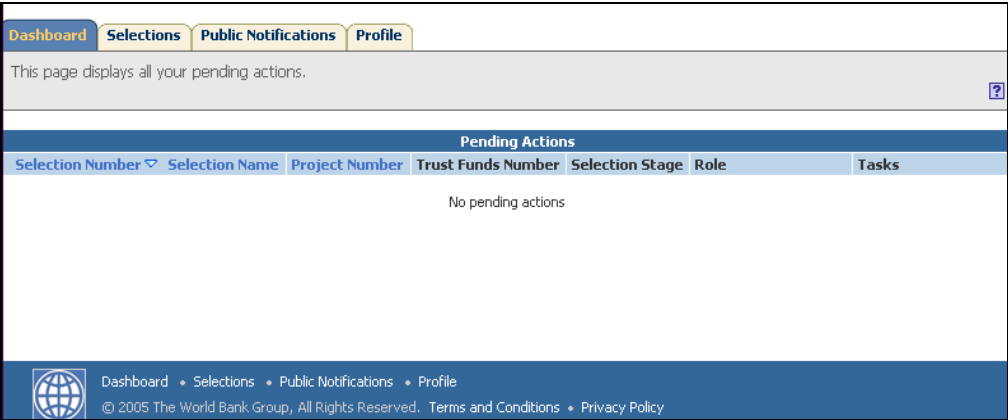 Dashboard Selections Public Notifications Profile
This page displays all your pending actions.
?
Pending Actions
Selection Number Selection Name Project Number Trust Funds Number Selection Stage Role Tasks
No pending actions
Dashboard • Selections • Public Notifications • Profile
© 2005 The World Bank Group, All Rights Reserved. Terms and Conditions • Privacy Policy